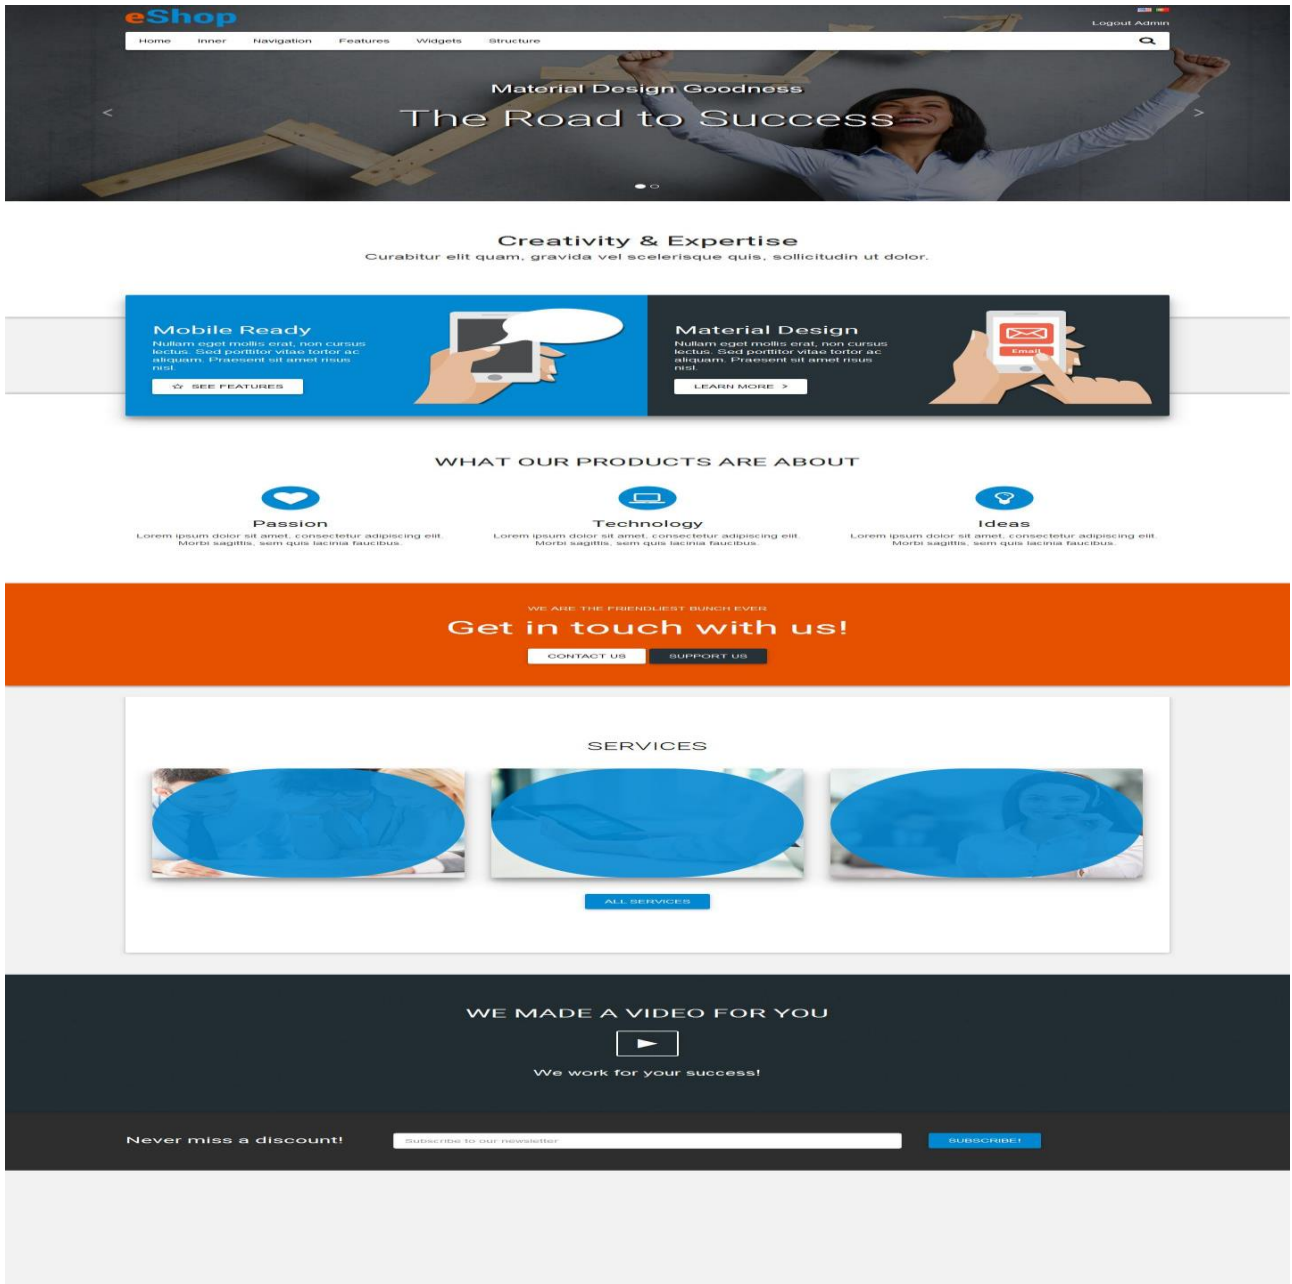 eShop
Logout Admin
Home Inner Navigation Features Widgets Structure
Material Design Goodness
The Road to Success
Creativity & Expertise
Curabitur elit quam, gravida vel scelerisque quis, sollicitudin ut dolor.
Mobile Ready
Nullam eget mollis erat, non cursus
lectus. Sed porttitor vitae tortor ac
aliquam. Praesent sit amet risus
nisl.
SEE FEATURES
Material Design
Nullam eget mollis erat, non cursus
lectus. Sed porttitor vitae tortor ac
aliquam. Praesent sit amet risus
nisl.
LEARN MORE >
Email
WHAT OUR PRODUCTS ARE ABOUT
Passion
Lorem ipsum dolor sit amet, consectetur adipiscing elit.
Morbi sagittis, sem quis lacinia faucibus.
Technology
Lorem ipsum dolor sit amet, consectetur adipiscing elit.
Morbi sagittis, sem quis lacinia faucibus.
Ideas
Lorem ipsum dolor sit amet, consectetur adipiscing elit.
Morbi sagittis, sem quis lacinia faucibus.
WE ARE THE FRIENDLIEST BUNCH EVER
Get in touch with us!
CONTACT US SUPPORT US
SERVICES
ALL SERVICES
WE MADE A VIDEO FOR YOU
We work for your success!
Never miss a discount! Subscribe to our newsletter SUBSCRIBE!